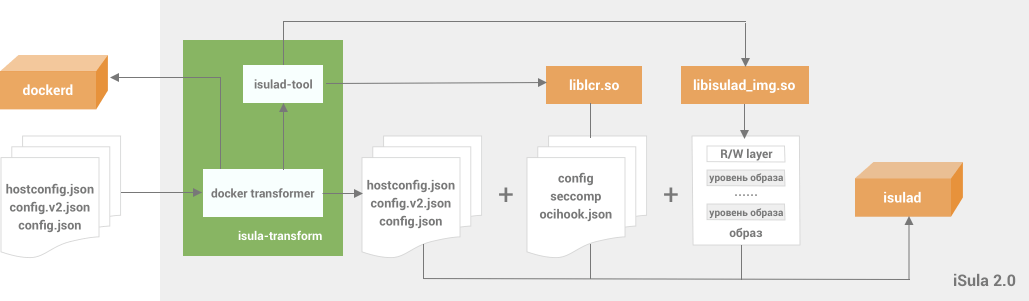 dockerd
isulad-tool
liblcr.so
libisulad_img.so
hostconfig.json
config.v2.json
config.json
docker transformer
isula-transform
hostconfig.json
config.v2.json
config.json
+
config
seccomp
ocihook.json
+
R/W layer
уровень образа
......
уровень образа
образ
isulad
iSula 2.0